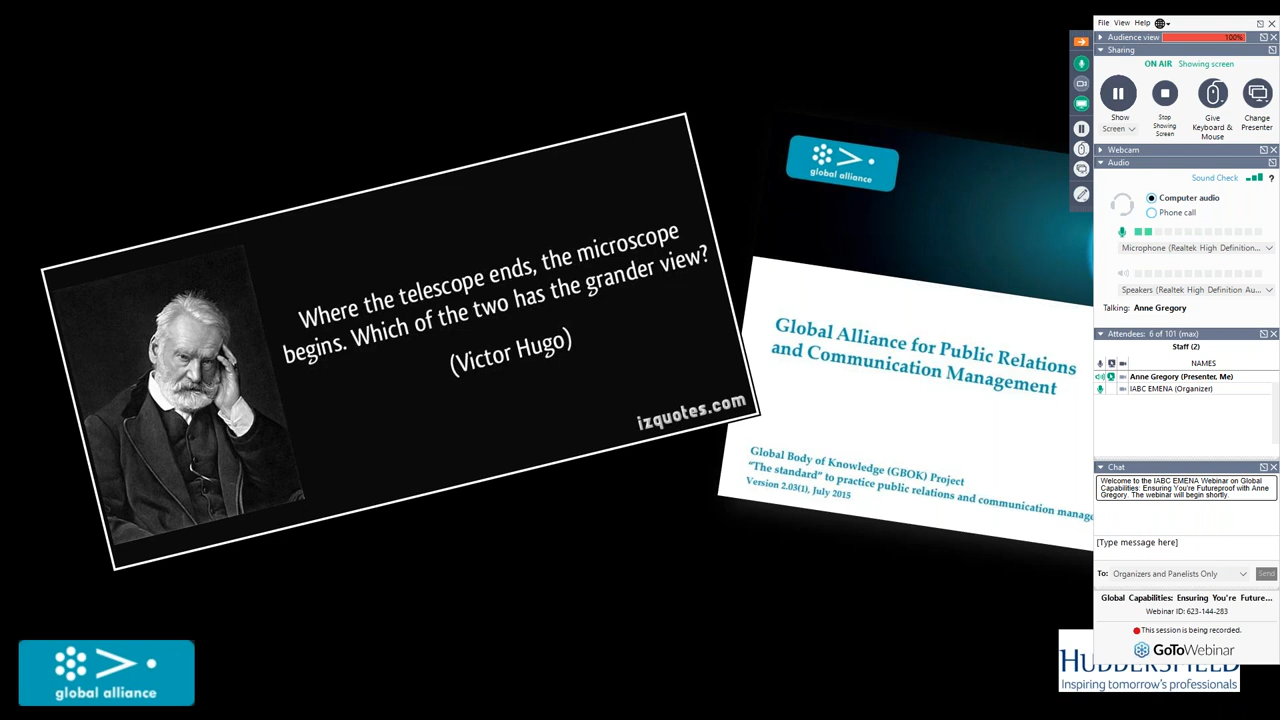 Where the telescope ends, the microscope
begins. Which of the two has the grander view?
(Victor Hugo)
izquotes.com
global alliance
Global Alliance for Public Relations
and Communication Management
Global Body of Knowledge (GBOK) Project
“The standard” to practice public relations and communication manage
Version 2.03(1), July 2015
global alliance
HUDDERSFIELD
Inspiring tomorrow's professionals
File View Help
Audience view 100%
Sharing
ON AIR Showing screen
Show
Screen
Stop
Showing
Screen
Give
Keyboard &
Mouse
Change
Presenter
Webcam
Audio
Sound Check ?
Computer audio
Phone call
Microphone (Realtek High Definition...
Speakers (Realtek High Definition Au...
Talking: Anne Gregory
Attendees: 6 of 101 (max)
Staff (2)
NAMES
Anne Gregory (Presenter, Me)
IABC EMENA (Organizer)
Chat
Welcome to the IABC EMENA Webinar on Global
Capabilities: Ensuring You're Futureproof with Anne
Gregory. The webinar will begin shortly.
[Type message here]
To: Organizers and Panelists Only
Send
Global Capabilities: Ensuring You're Future...
Webinar ID: 623-144-283
This session is being recorded.
GoToWebinar